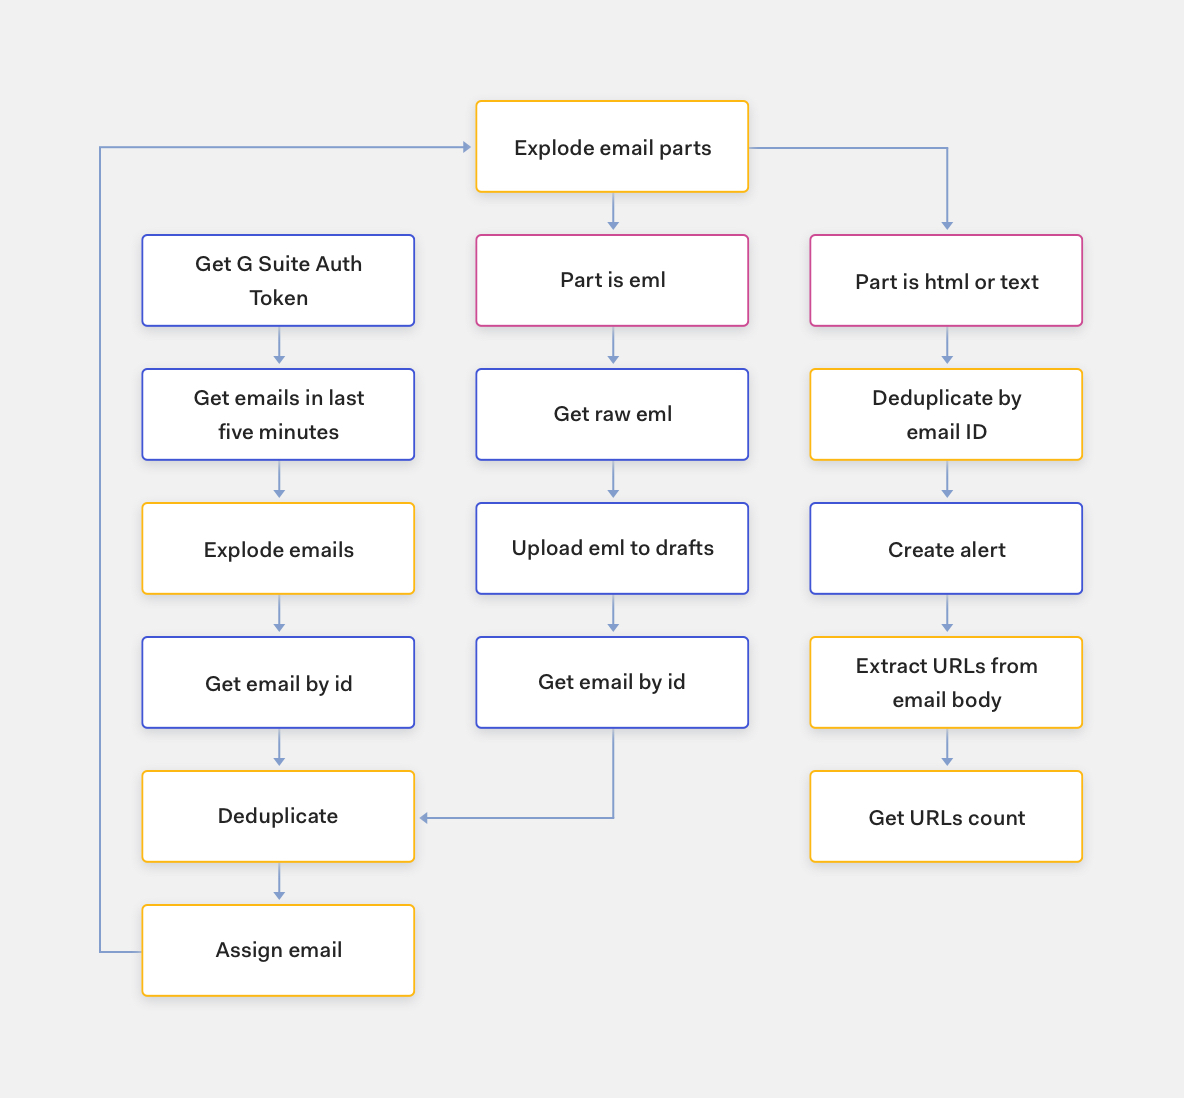 Explode email parts
Get G Suite Auth
Token
Part is eml
Part is html or text
Get emails in last
five minutes
Get raw eml
Deduplicate by
email ID
Explode emails
Upload eml to drafts
Create alert
Get email by id
Get email by id
Extract URLs from
email body
Deduplicate
Get URLs count
Assign email